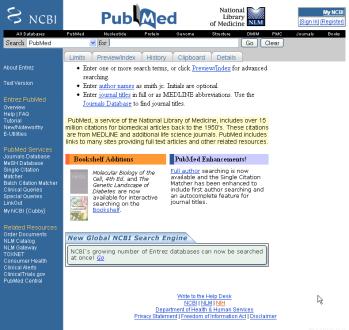 NCBI
PubMed
National
Library
of Medicine
NLM
My NCBI
[Sign In] [Register]
All Databases PubMed Nucleotide Protein Genome Structure OMIM PMC Journals Books
Search PubMed for Go Clear
Limits Preview/Index History Clipboard Details
About Entrez
Text Version
Entrez PubMed
Overview
Help | FAQ
Tutorial
New/Noteworthy
E-Utilities
PubMed Services
Journals Database
MeSH Database
Single Citation
Matcher
Batch Citation Matcher
Clinical Queries
Special Queries
LinkOut
My NCBI (Cubby)
Related Resources
Order Documents
NLM Catalog
NLM Gateway
TOXNET
Consumer Health
Clinical Alerts
ClinicalTrials.gov
PubMed Central
• Enter one or more search terms, or click Preview/Index for advanced
searching.
• Enter author names as smith jc. Initials are optional.
• Enter journal titles in full or as MEDLINE abbreviations. Use the
Journals Database to find journal titles.
PubMed, a service of the National Library of Medicine, includes over 15
million citations for biomedical articles back to the 1950's. These citations
are from MEDLINE and additional life science journals. PubMed includes
links to many sites providing full text articles and other related resources.
Bookshelf Additions
Molecular Biology of the
Cell, 4th Ed. and The
Genetic Landscape of
Diabetes are now
available for interactive
searching on the
Bookshelf.
PubMed Enhancements!
Full author searching is now
available and the Single Citation
Matcher has been enhanced to
include first author searching and
an autocomplete feature for
journal titles.
New Global NCBI Search Engine
NCBI's growing number of Entrez databases can now be searched
at once! Go
Write to the Help Desk
NCBI | NLM | NIH
Department of Health & Human Services
Privacy Statement | Freedom of Information Act | Disclaimer